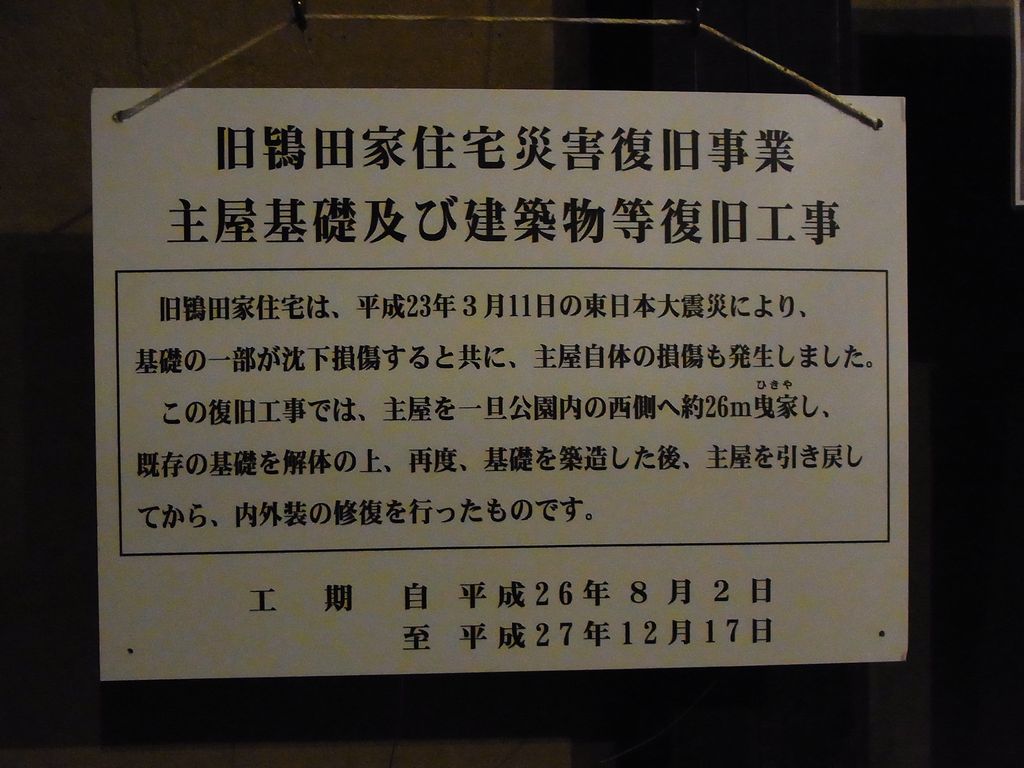 旧鴇田家住宅災害復旧事業
主屋基礎及び建築物等復旧工事
旧鴇田家住宅は、平成23年3月11日の東日本大震災により、
基礎の一部が沈下損傷すると共に、主屋自体の損傷も発生しました。
ひきや
この復旧工事では、主屋を一旦公園内の西側へ約26m曳家し、
既存の基礎を解体の上、再度、基礎を築造した後、主屋を引き戻し
てから、内外装の修復を行ったものです。
工 期 自 平成26年8月2日
至 平成27年12月17日